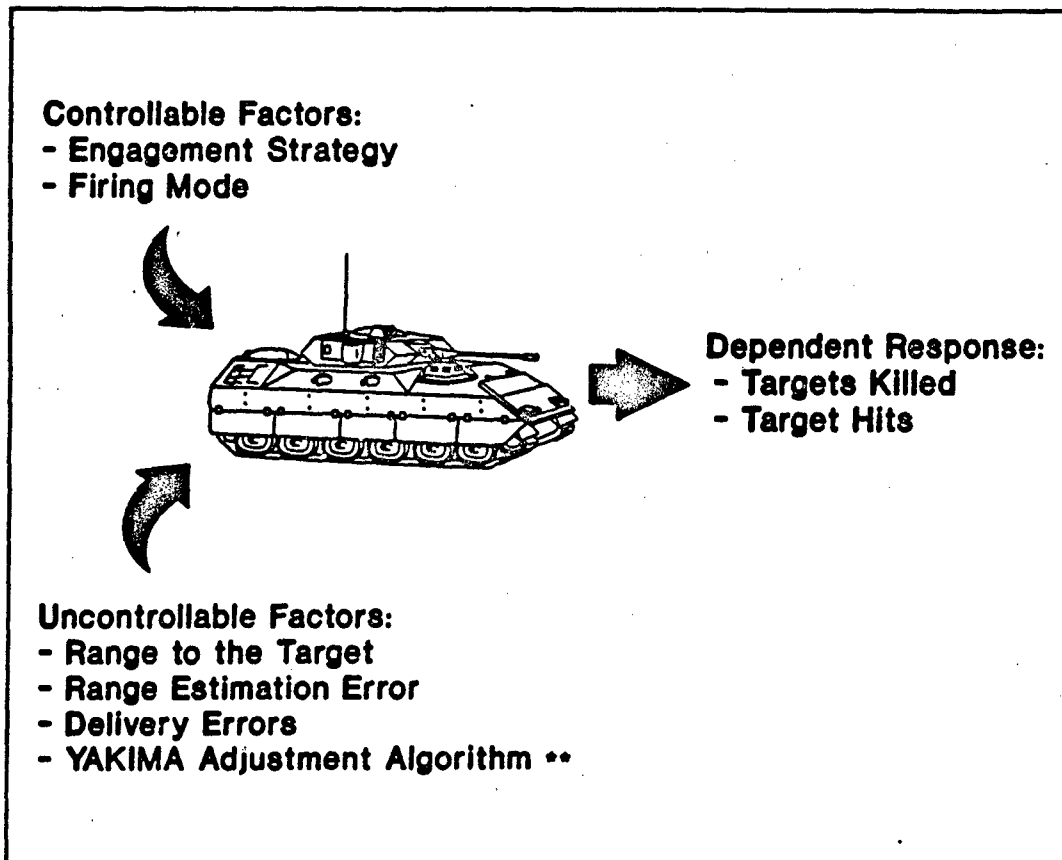 Controllable Factors:
- Engagement Strategy
- Firing Mode
Dependent Response:
- Targets Killed
- Target Hits
Uncontrollable Factors:
- Range to the Target
- Range Estimation Error
- Delivery Errors
- YAKIMA Adjustment Algorithm **